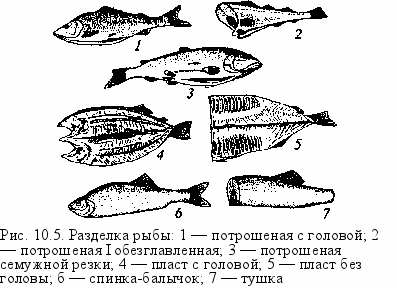 1
2
3
4
5
6
7
Рис. 10.5. Разделка рыбы: 1 — потрошеная с головой; 2
— потрошеная I обезглавленная; 3 — потрошеная
семужной резки; 4 — пласт с головой; 5 — пласт без
головы; 6 — спинка-балычок; 7 — тушка